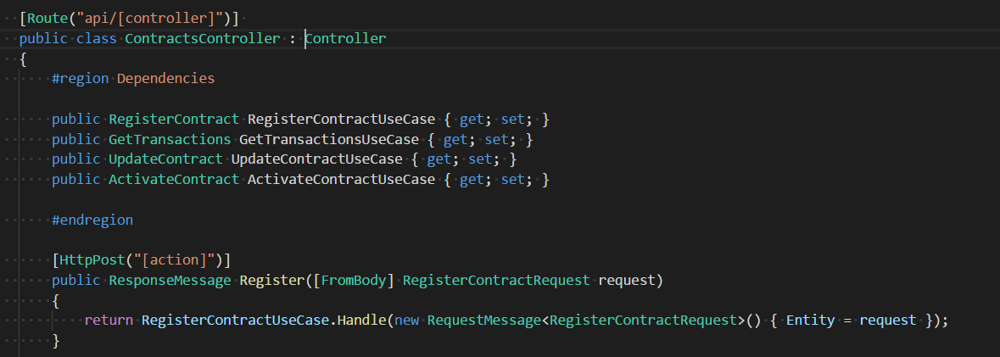 [Route("api/[controller]")]
public class ContractsController : Controller
{
#region Dependencies
public RegisterContract RegisterContractUseCase { get; set; }
public GetTransactions GetTransactionsUseCase { get; set; }
public UpdateContract UpdateContractUseCase { get; set; }
public ActivateContract ActivateContractUseCase { get; set; }
#endregion
[HttpPost("[action]")]
public ResponseMessage Register([FromBody] RegisterContractRequest request)
{
return RegisterContractUseCase.Handle(new RequestMessage<RegisterContractRequest>() { Entity = request });
}